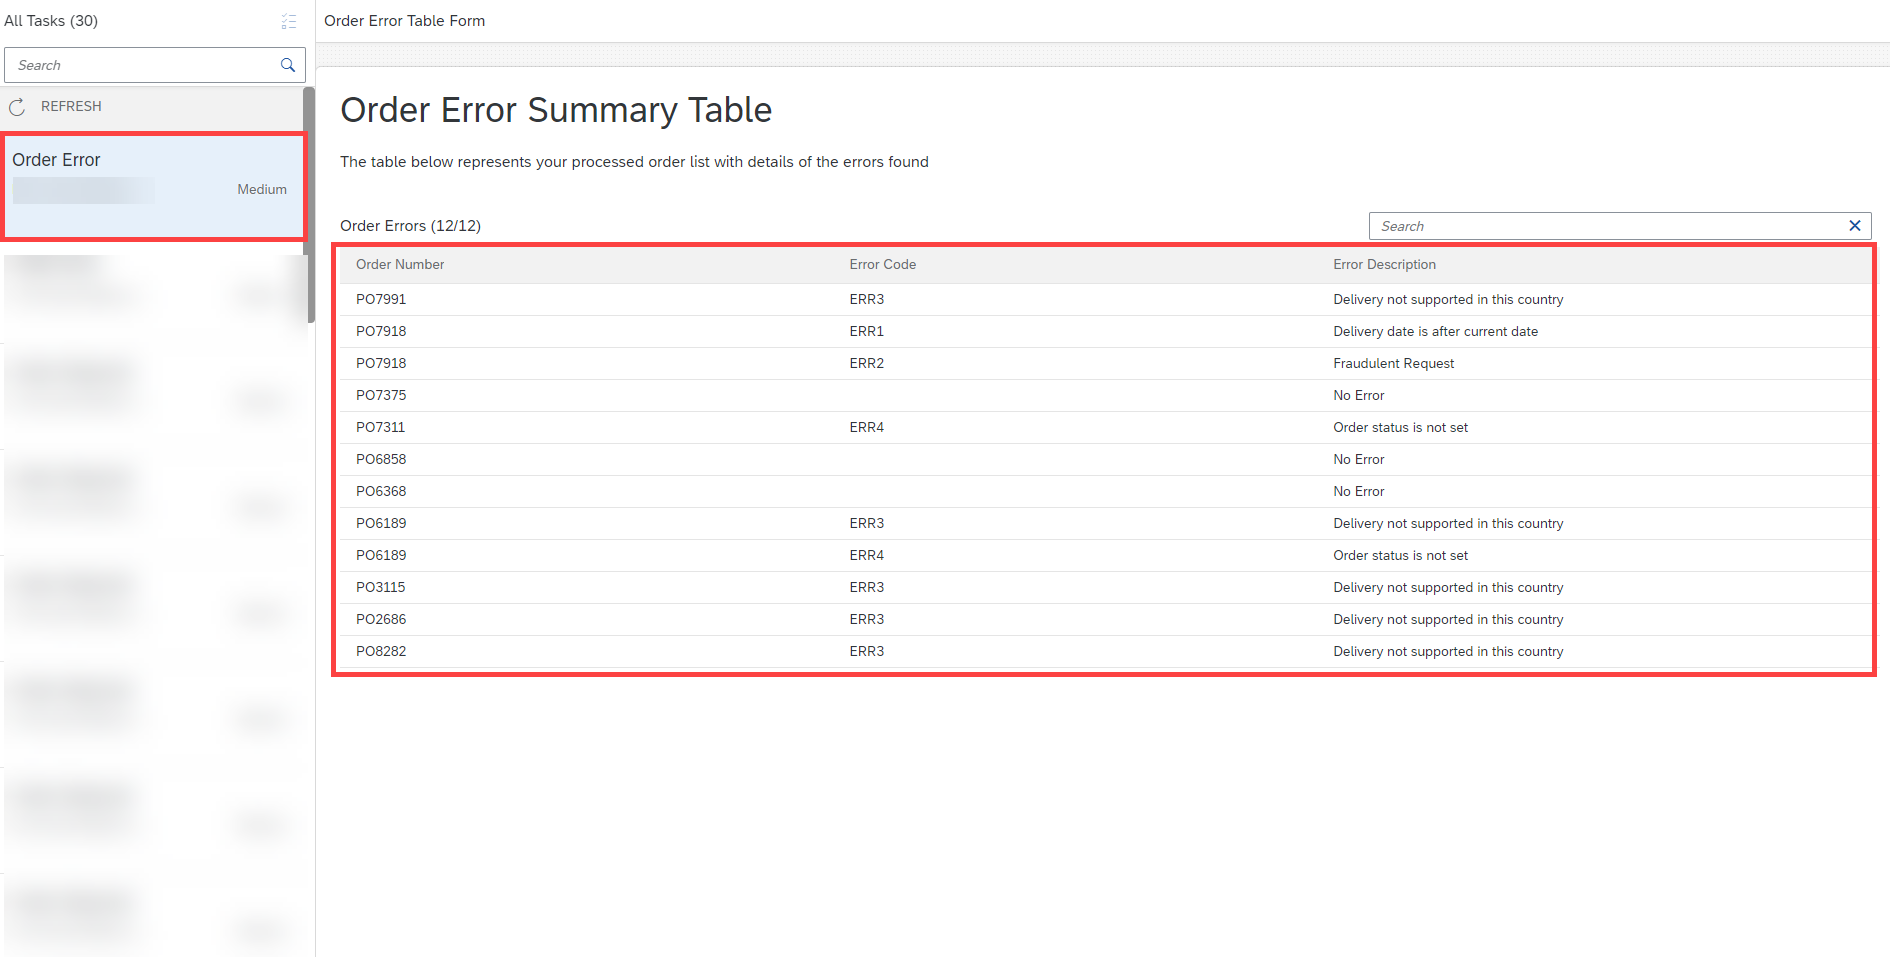 All Tasks (30)
Search
REFRESH
Order Error
Medium
Order Error Table Form
Order Error Summary Table
The table below represents your processed order list with details of the errors found
Order Errors (12/12)
Search
Order Number Error Code Error Description
PO7991 ERR3 Delivery not supported in this country
PO7918 ERR1 Delivery date is after current date
PO7918 ERR2 Fraudulent Request
PO7375 No Error
PO7311 ERR4 Order status is not set
PO6858 No Error
PO6368 No Error
PO6189 ERR3 Delivery not supported in this country
PO6189 ERR4 Order status is not set
PO3115 ERR3 Delivery not supported in this country
PO2686 ERR3 Delivery not supported in this country
PO8282 ERR3 Delivery not supported in this country